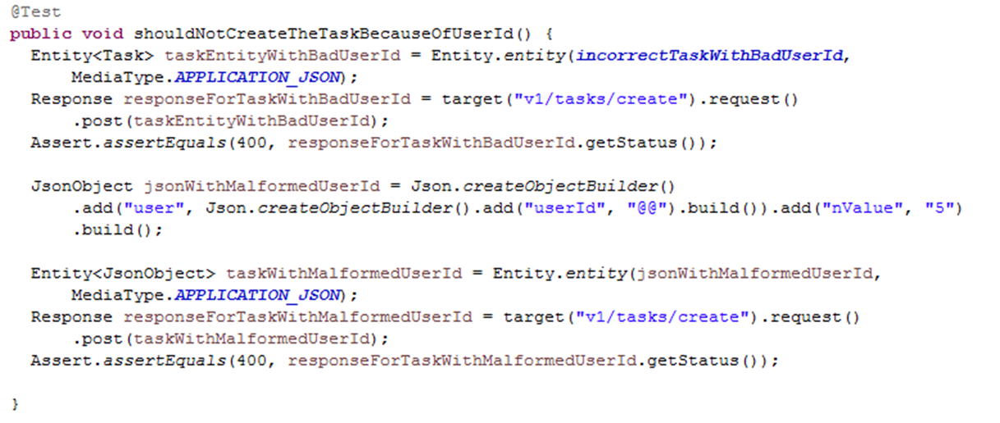 @Test
public void shouldNotCreateTheTaskBecauseOfUserId() {
Entity<Task> taskEntityWithBadUserId = Entity.entity(incorrectTaskWithBadUserId,
MediaType.APPLICATION_JSON);
Response responseForTaskWithBadUserId = target("v1/tasks/create").request()
.post(taskEntityWithBadUserId);
Assert.assertEquals(400, responseForTaskWithBadUserId.getStatus());
JsonObject jsonWithMalformedUserId = Json.createObjectBuilder()
.add("user", Json.createObjectBuilder().add("userId", "@@").build()).add("nValue", "5")
.build();
Entity<JsonObject> taskWithMalformedUserId = Entity.entity(jsonWithMalformedUserId,
MediaType.APPLICATION_JSON);
Response responseForTaskWithMalformedUserId = target("v1/tasks/create").request()
.post(taskWithMalformedUserId);
Assert.assertEquals(400, responseForTaskWithMalformedUserId.getStatus());
}